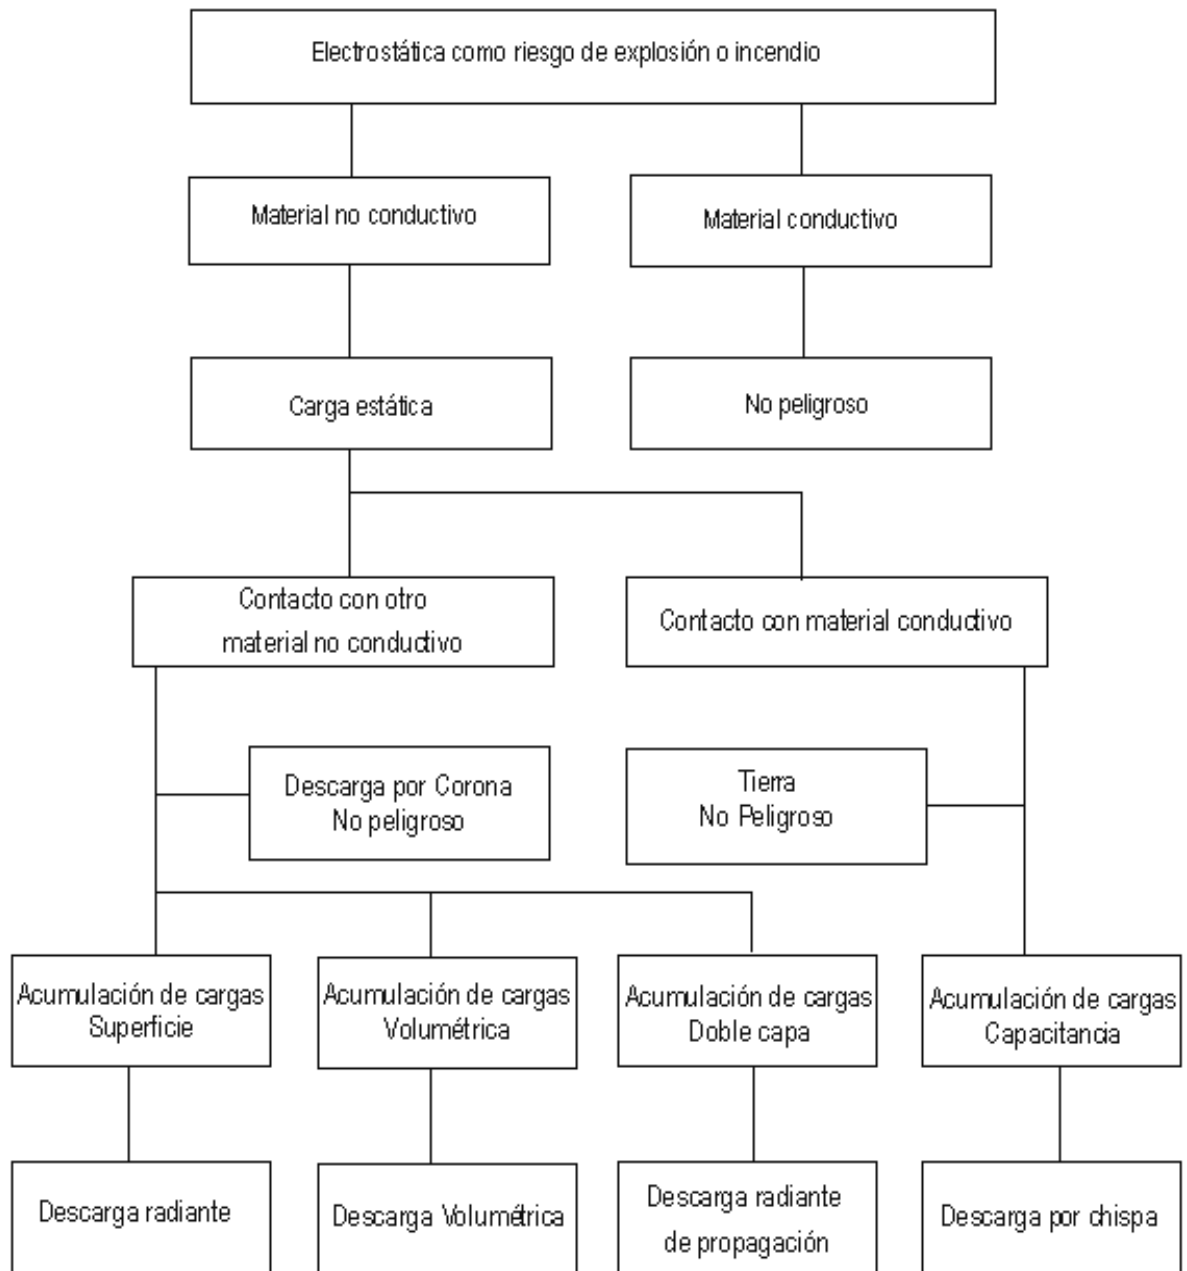 Electrostática como riesgo de explosión o incendio
Material no conductivo
Material conductivo
Carga estática
No peligroso
Contacto con otro
material no conductivo
Contacto con material conductivo
Descarga por Corona
No peligroso
Tierra
No Peligroso
Acumulación de cargas
Superficie
Acumulación de cargas
Volumétrica
Acumulación de cargas
Doble capa
Acumulación de cargas
Capacitancia
Descarga radiante
Descarga Volumétrica
Descarga radiante
de propagación
Descarga por chispa